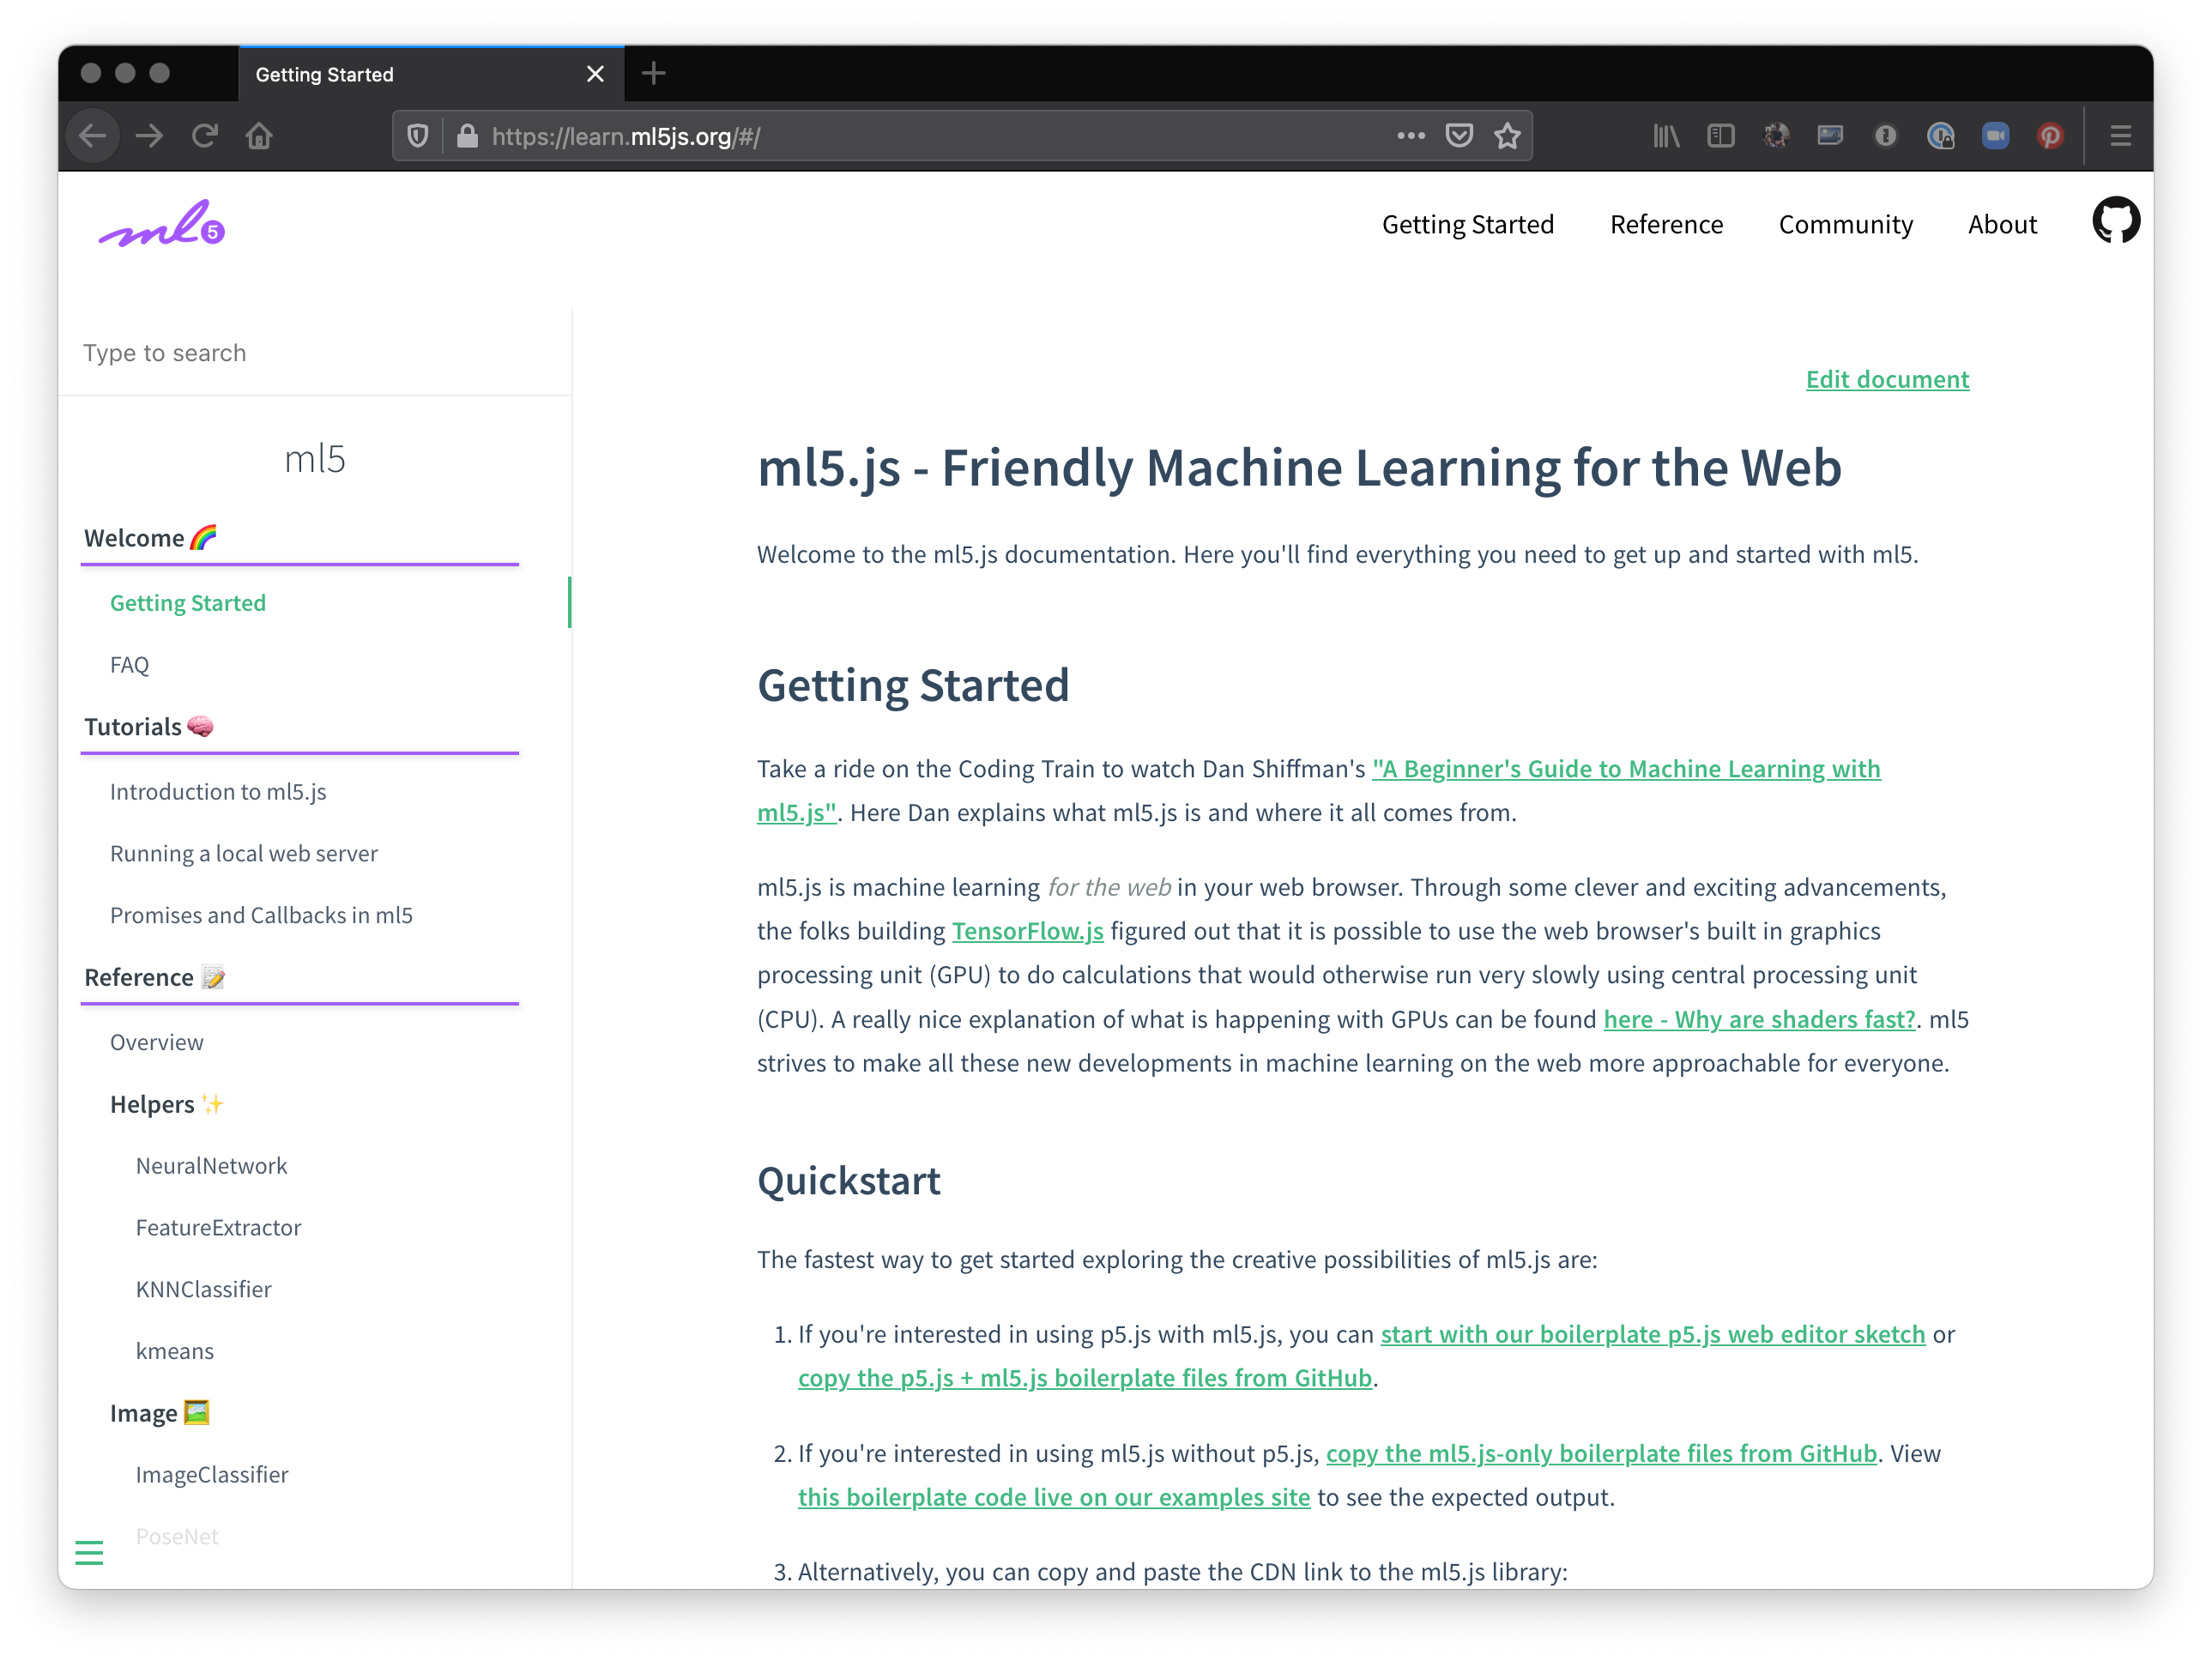 Getting Started
https://learn.ml5js.org/#/
ml5
Getting Started
Reference
Community
About
Type to search
ml5
Welcome 🌈
Getting Started
FAQ
Tutorials 🧠
Introduction to ml5.js
Running a local web server
Promises and Callbacks in ml5
Reference 📝
Overview
Helpers ✨
NeuralNetwork
FeatureExtractor
KNNClassifier
kmeans
Image 🖼️
ImageClassifier
PoseNet
Edit document
ml5.js - Friendly Machine Learning for the Web
Welcome to the ml5.js documentation. Here you'll find everything you need to get up and started with ml5.
Getting Started
Take a ride on the Coding Train to watch Dan Shiffman's "A Beginner's Guide to Machine Learning with
ml5.js". Here Dan explains what ml5.js is and where it all comes from.
ml5.js is machine learning for the web in your web browser. Through some clever and exciting advancements,
the folks building TensorFlow.js figured out that it is possible to use the web browser's built in graphics
processing unit (GPU) to do calculations that would otherwise run very slowly using central processing unit
(CPU). A really nice explanation of what is happening with GPUs can be found here - Why are shaders fast?. ml5
strives to make all these new developments in machine learning on the web more approachable for everyone.
Quickstart
The fastest way to get started exploring the creative possibilities of ml5.js are:
1. If you're interested in using p5.js with ml5.js, you can start with our boilerplate p5.js web editor sketch or
copy the p5.js + ml5.js boilerplate files from GitHub.
2. If you're interested in using ml5.js without p5.js, copy the ml5.js-only boilerplate files from GitHub. View
this boilerplate code live on our examples site to see the expected output.
3. Alternatively, you can copy and paste the CDN link to the ml5.js library: